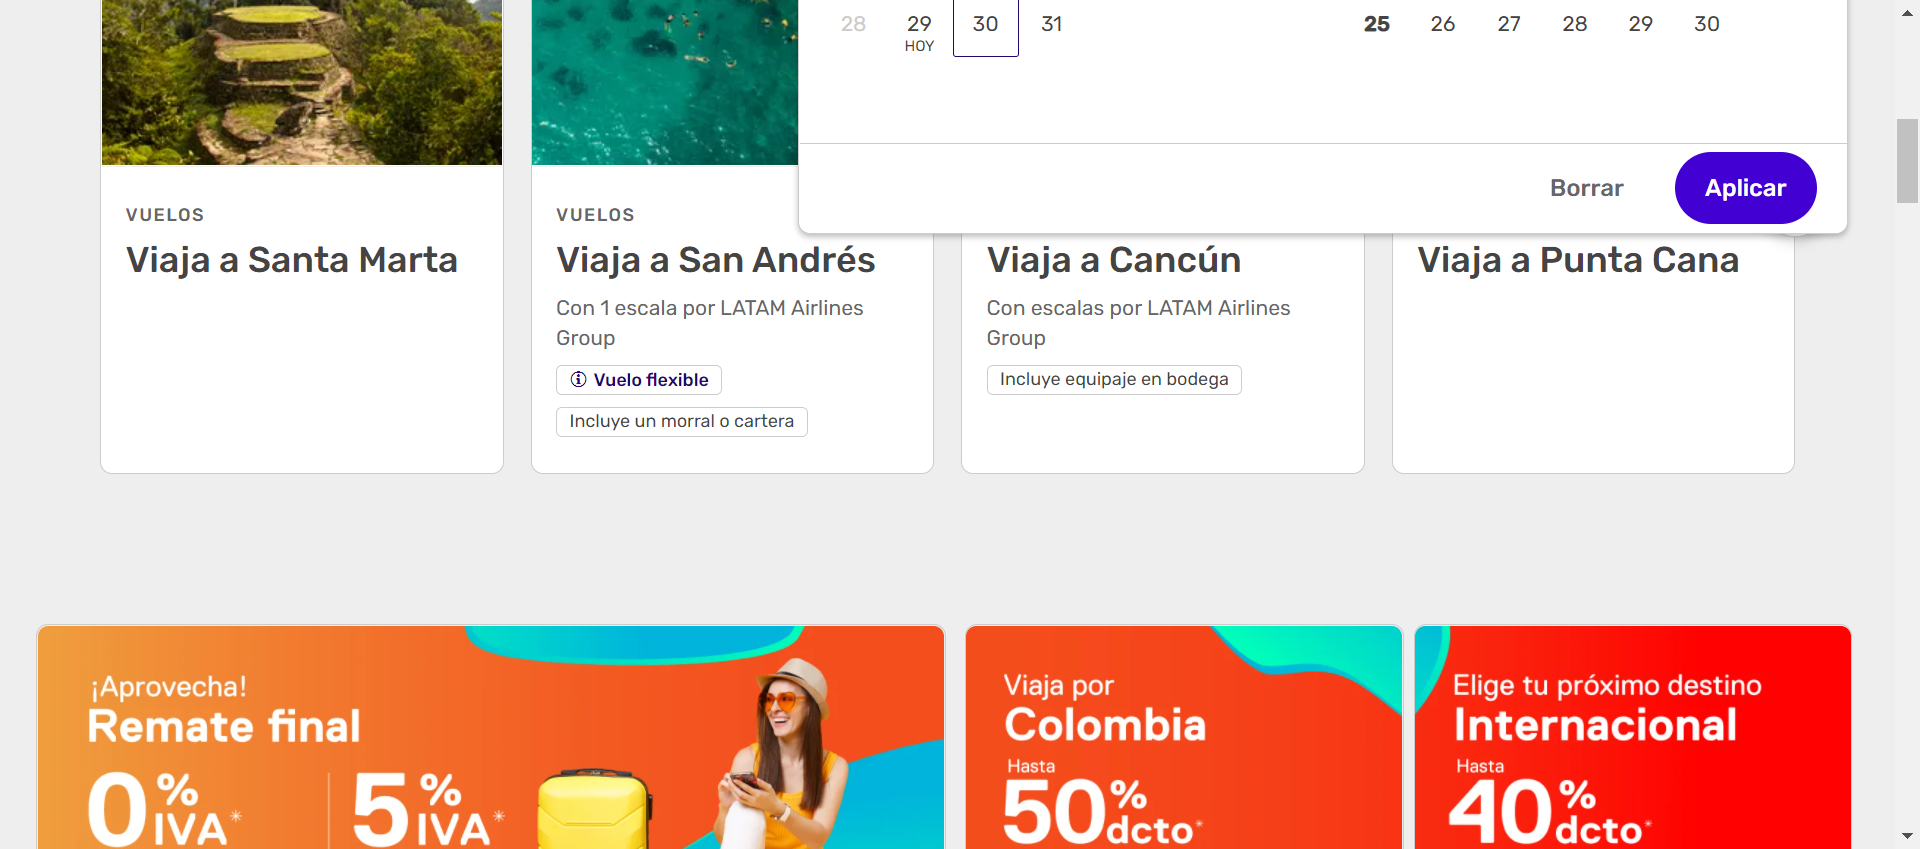 28 29 30 31 25 26 27 28 29 30
HOY
Borrar Aplicar
VUELOS
Viaja a Santa Marta
VUELOS
Viaja a San Andrés
Con 1 escala por LATAM Airlines
Group
Vuelo flexible
Incluye un morral o cartera
Viaja a Cancún
Con escalas por LATAM Airlines
Group
Incluye equipaje en bodega
Viaja a Punta Cana
¡Aprovecha!
Remate final
0% IVA* 5% IVA*
Viaja por
Colombia
Hasta
50% dcto*
Elige tu próximo destino
Internacional
Hasta
40% dcto*